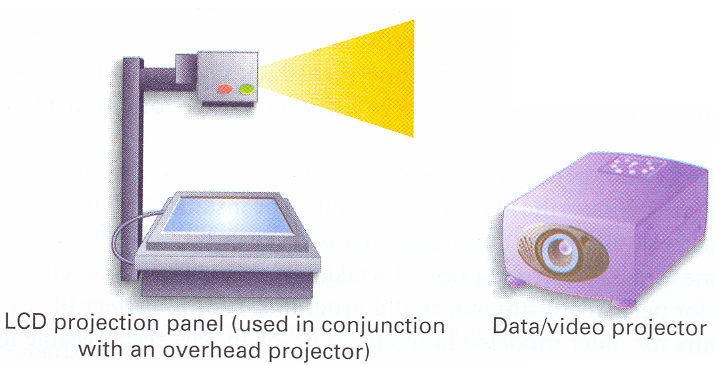 LCD projection panel (used in conjunction
with an overhead projector)
Data/video projector